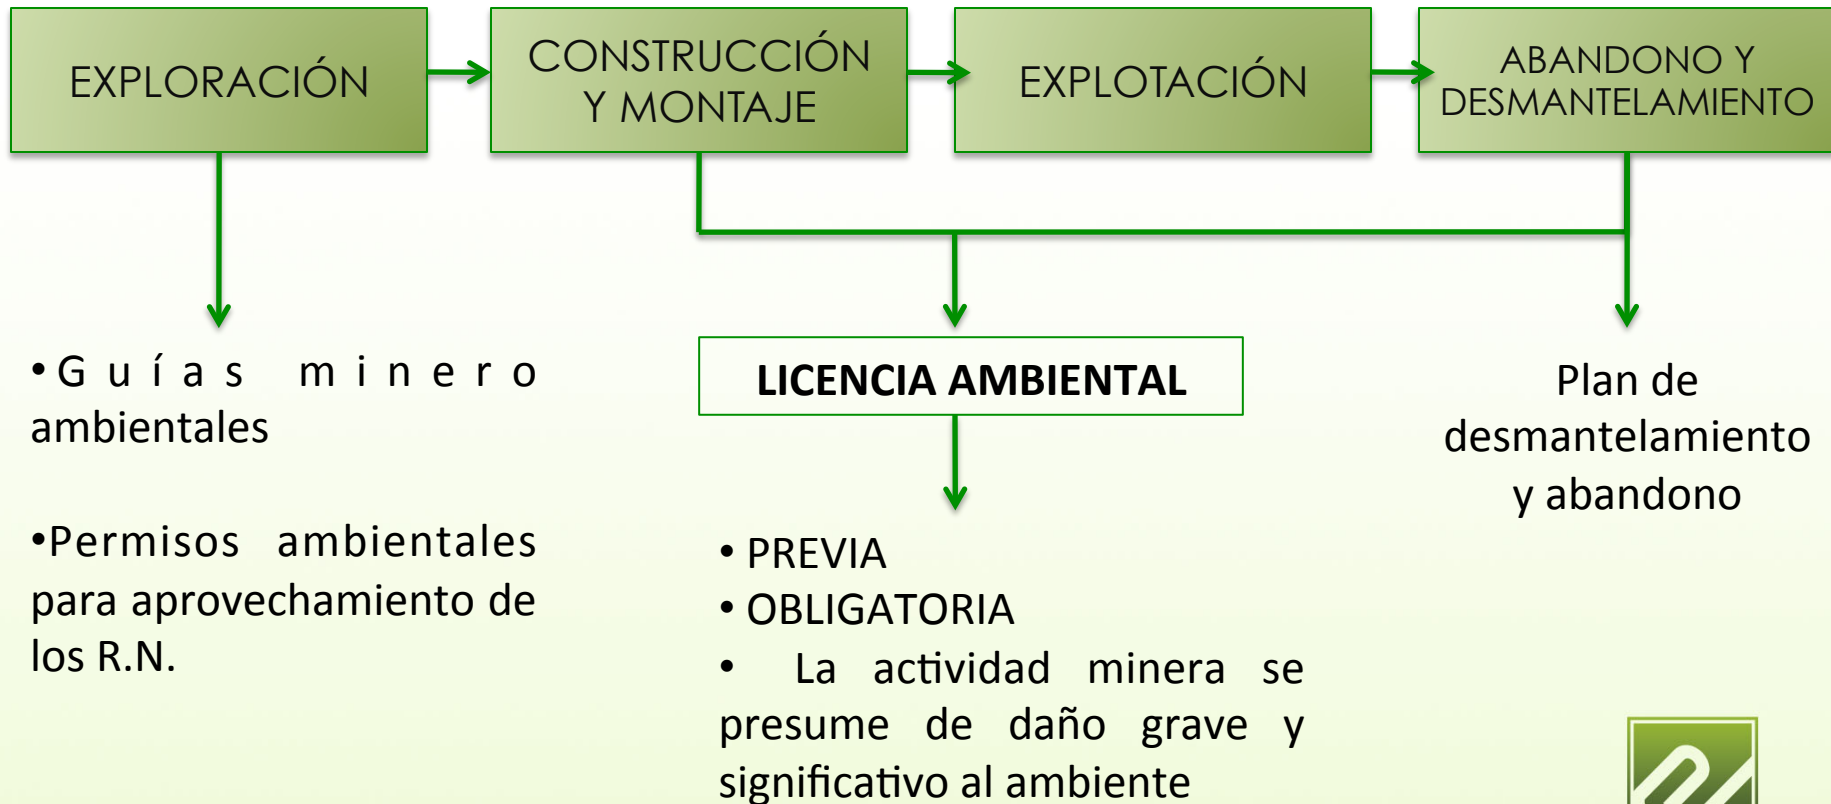 EXPLORACIÓN
CONSTRUCCIÓN
Y MONTAJE
EXPLOTACIÓN
ABANDONO Y
DESMANTELAMIENTO
•Guías minero
ambientales
•Permisos ambientales
para aprovechamiento de
los R.N.
LICENCIA AMBIENTAL
• PREVIA
• OBLIGATORIA
• La actividad minera se
presume de daño grave y
significativo al ambiente
Plan de
desmantelamiento
y abandono